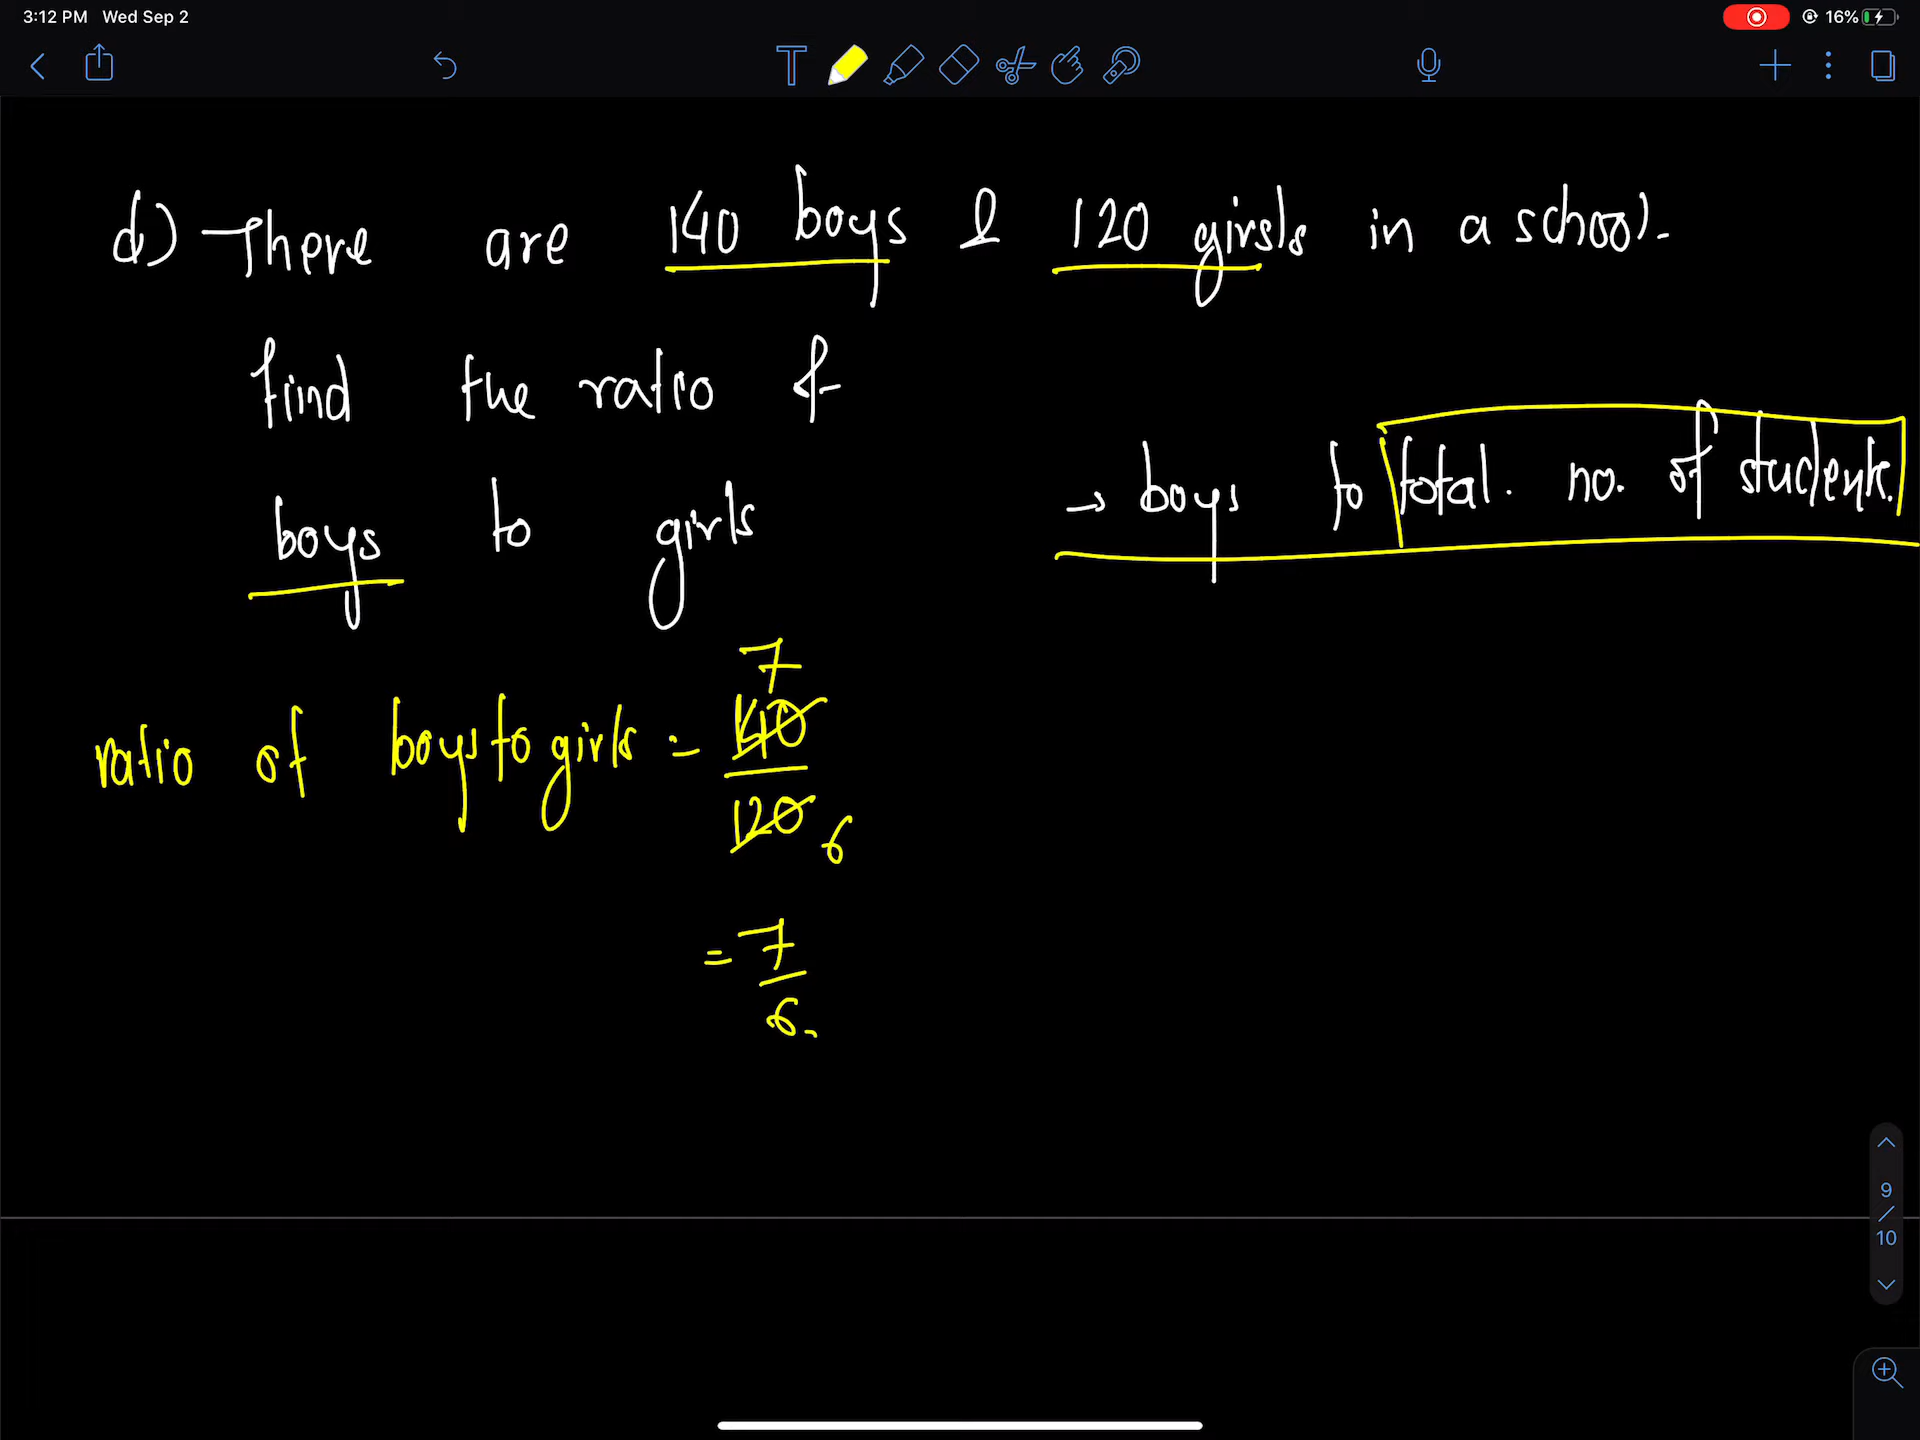 3:12 PM Wed Sep 2
16%
d) There are 140 boys & 120 girsls in a school.
find the ratio of
boys to girls
→ boys to total. no. of students.
ratio of boys to girls = 140/120
7
6
= 7/6.
9
/
10